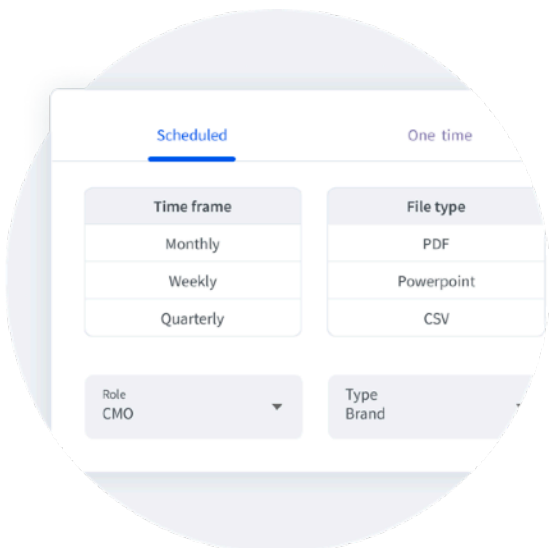 Scheduled One time
Time frame File type
Monthly PDF
Weekly Powerpoint
Quarterly CSV
Role Type
CMO Brand